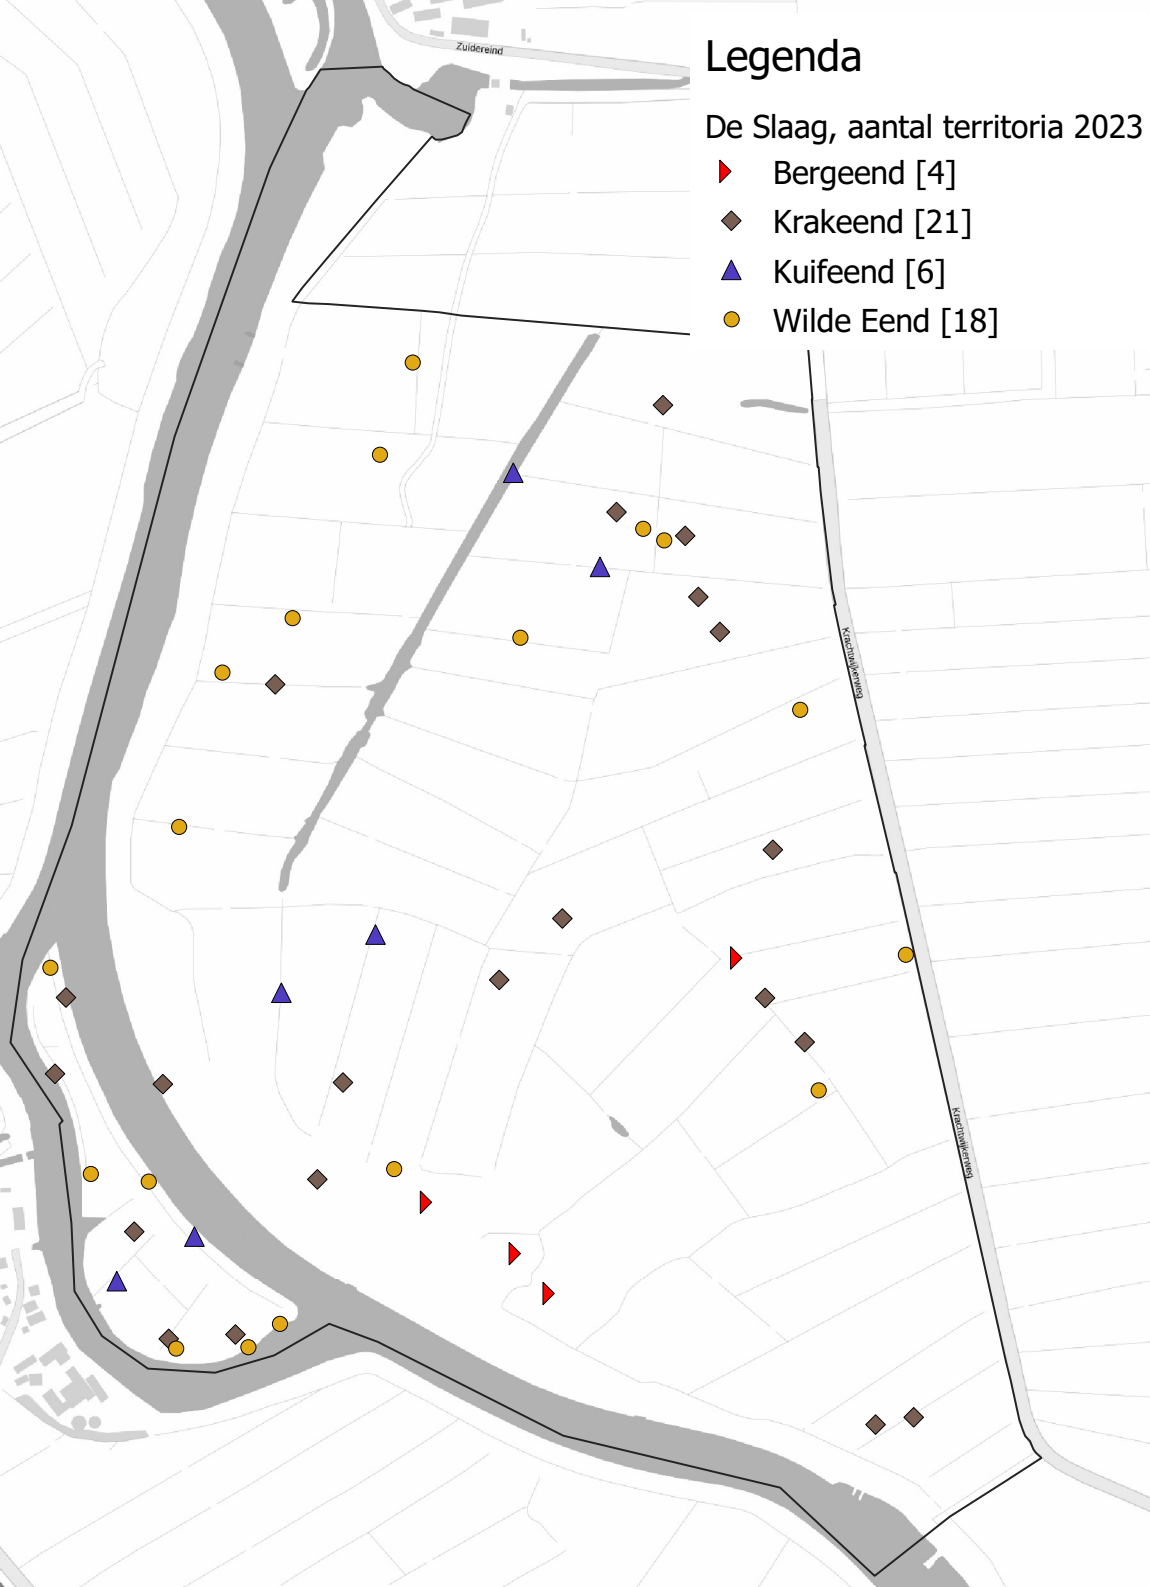 Zuidereind
Legenda
De Slaag, aantal territoria 2023
Bergeend [4]
Krakeend [21]
Kuifeend [6]
Wilde Eend [18]
Krachtwijkerweg
Krachtwijkerweg